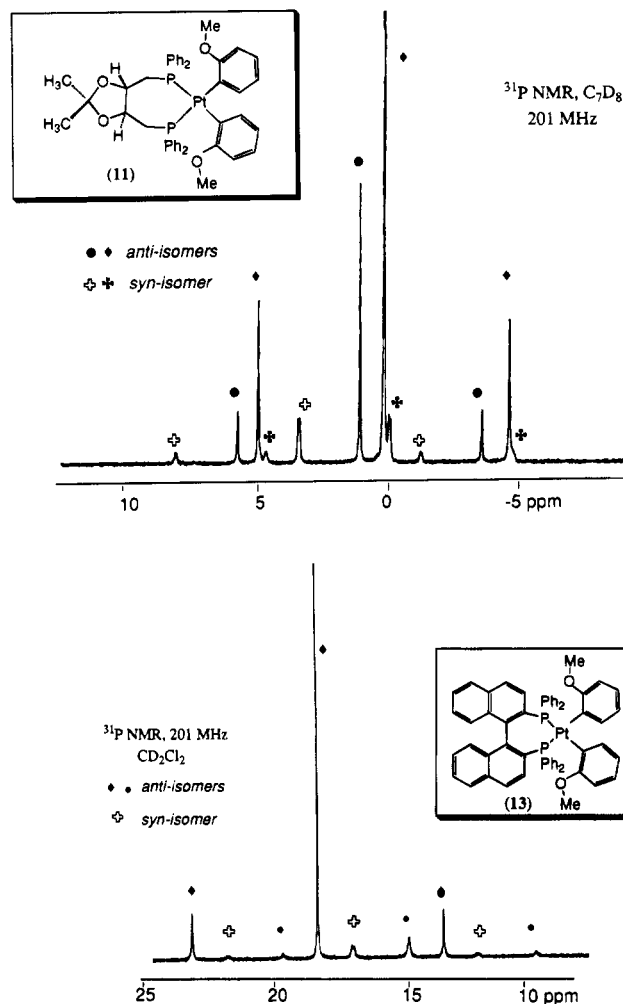 Me
O
Ph2
H
O
P
H3C
Pt
H3C
O
P
H
Ph2
O
Me
(11)
31P NMR, C7D8
201 MHz
anti-isomers
syn-isomer
10 5 0 -5 ppm
31P NMR, 201 MHz
CD2Cl2
anti-isomers
syn-isomer
Me
O
Ph2
P
Pt
P
Ph2
O
Me
(13)
25 20 15 10 ppm